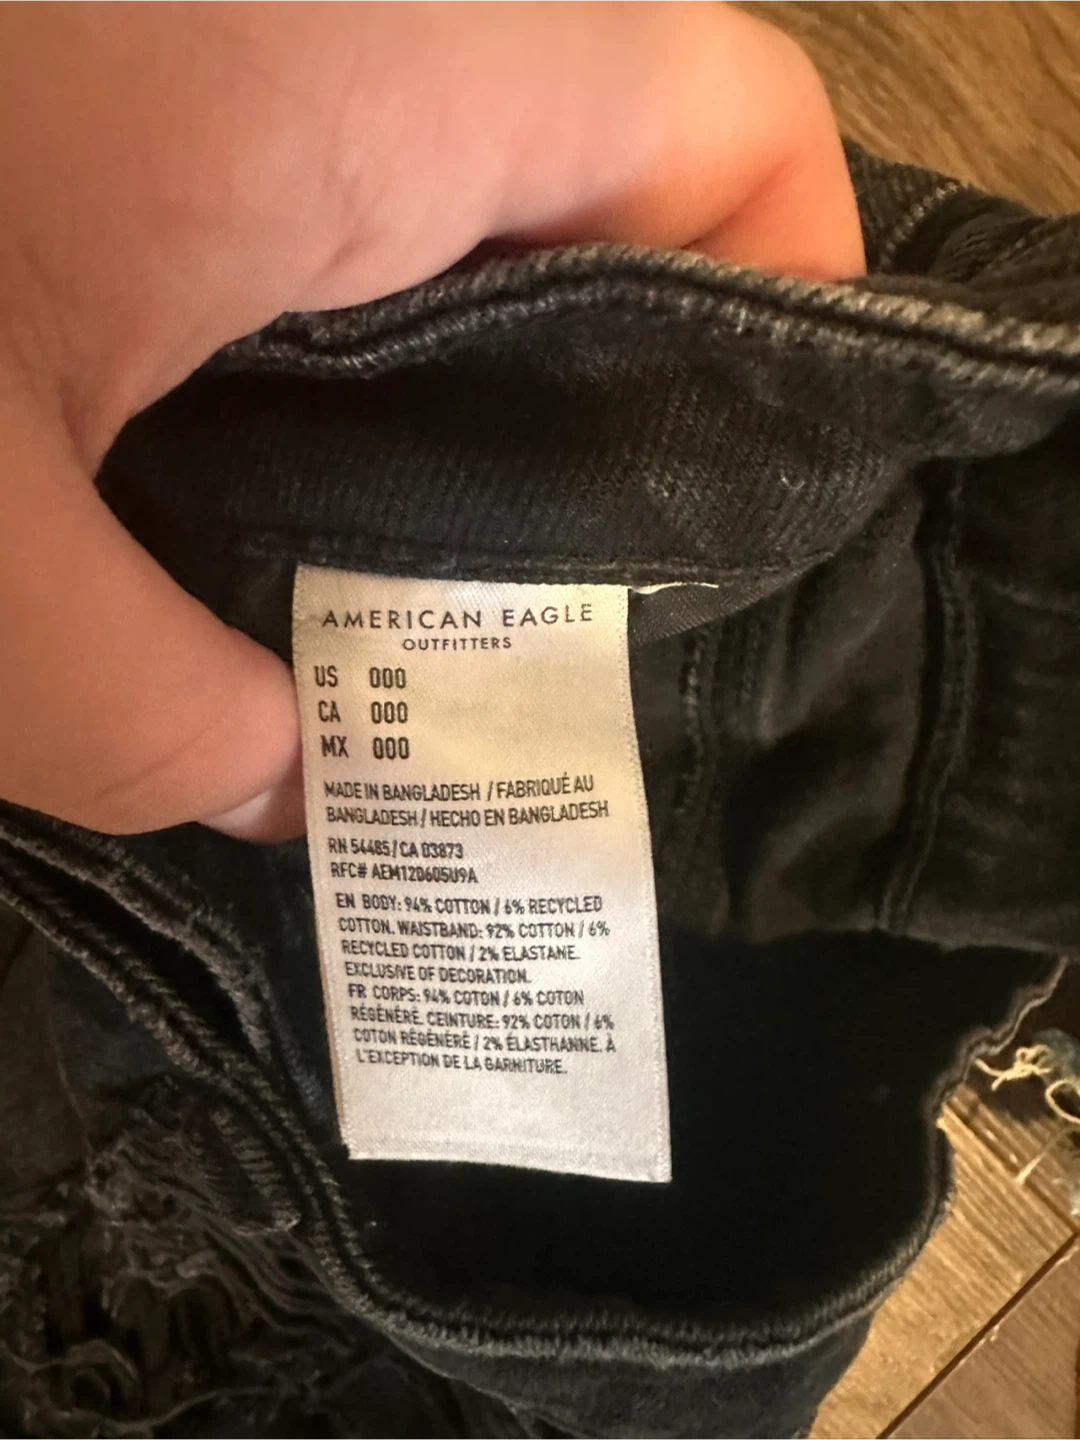 AMERICAN EAGLE
OUTFITTERS
US 000
CA 000
MX 000
MADE IN BANGLADESH / FABRIQUÉ AU
BANGLADESH / HECHO EN BANGLADESH
RN 54485 / CA 03873
RFC# AEM120605U9A
EN BODY: 94% COTTON / 6% RECYCLED
COTTON. WAISTBAND: 92% COTTON / 6%
RECYCLED COTTON / 2% ELASTANE.
EXCLUSIVE OF DECORATION.
FR CORPS: 94% COTON / 6% COTON
RÉGÉNÉRÉ. CEINTURE: 92% COTON / 6%
COTON RÉGÉNÉRÉ / 2% ÉLASTHANNE. À
L'EXCEPTION DE LA GARNITURE.